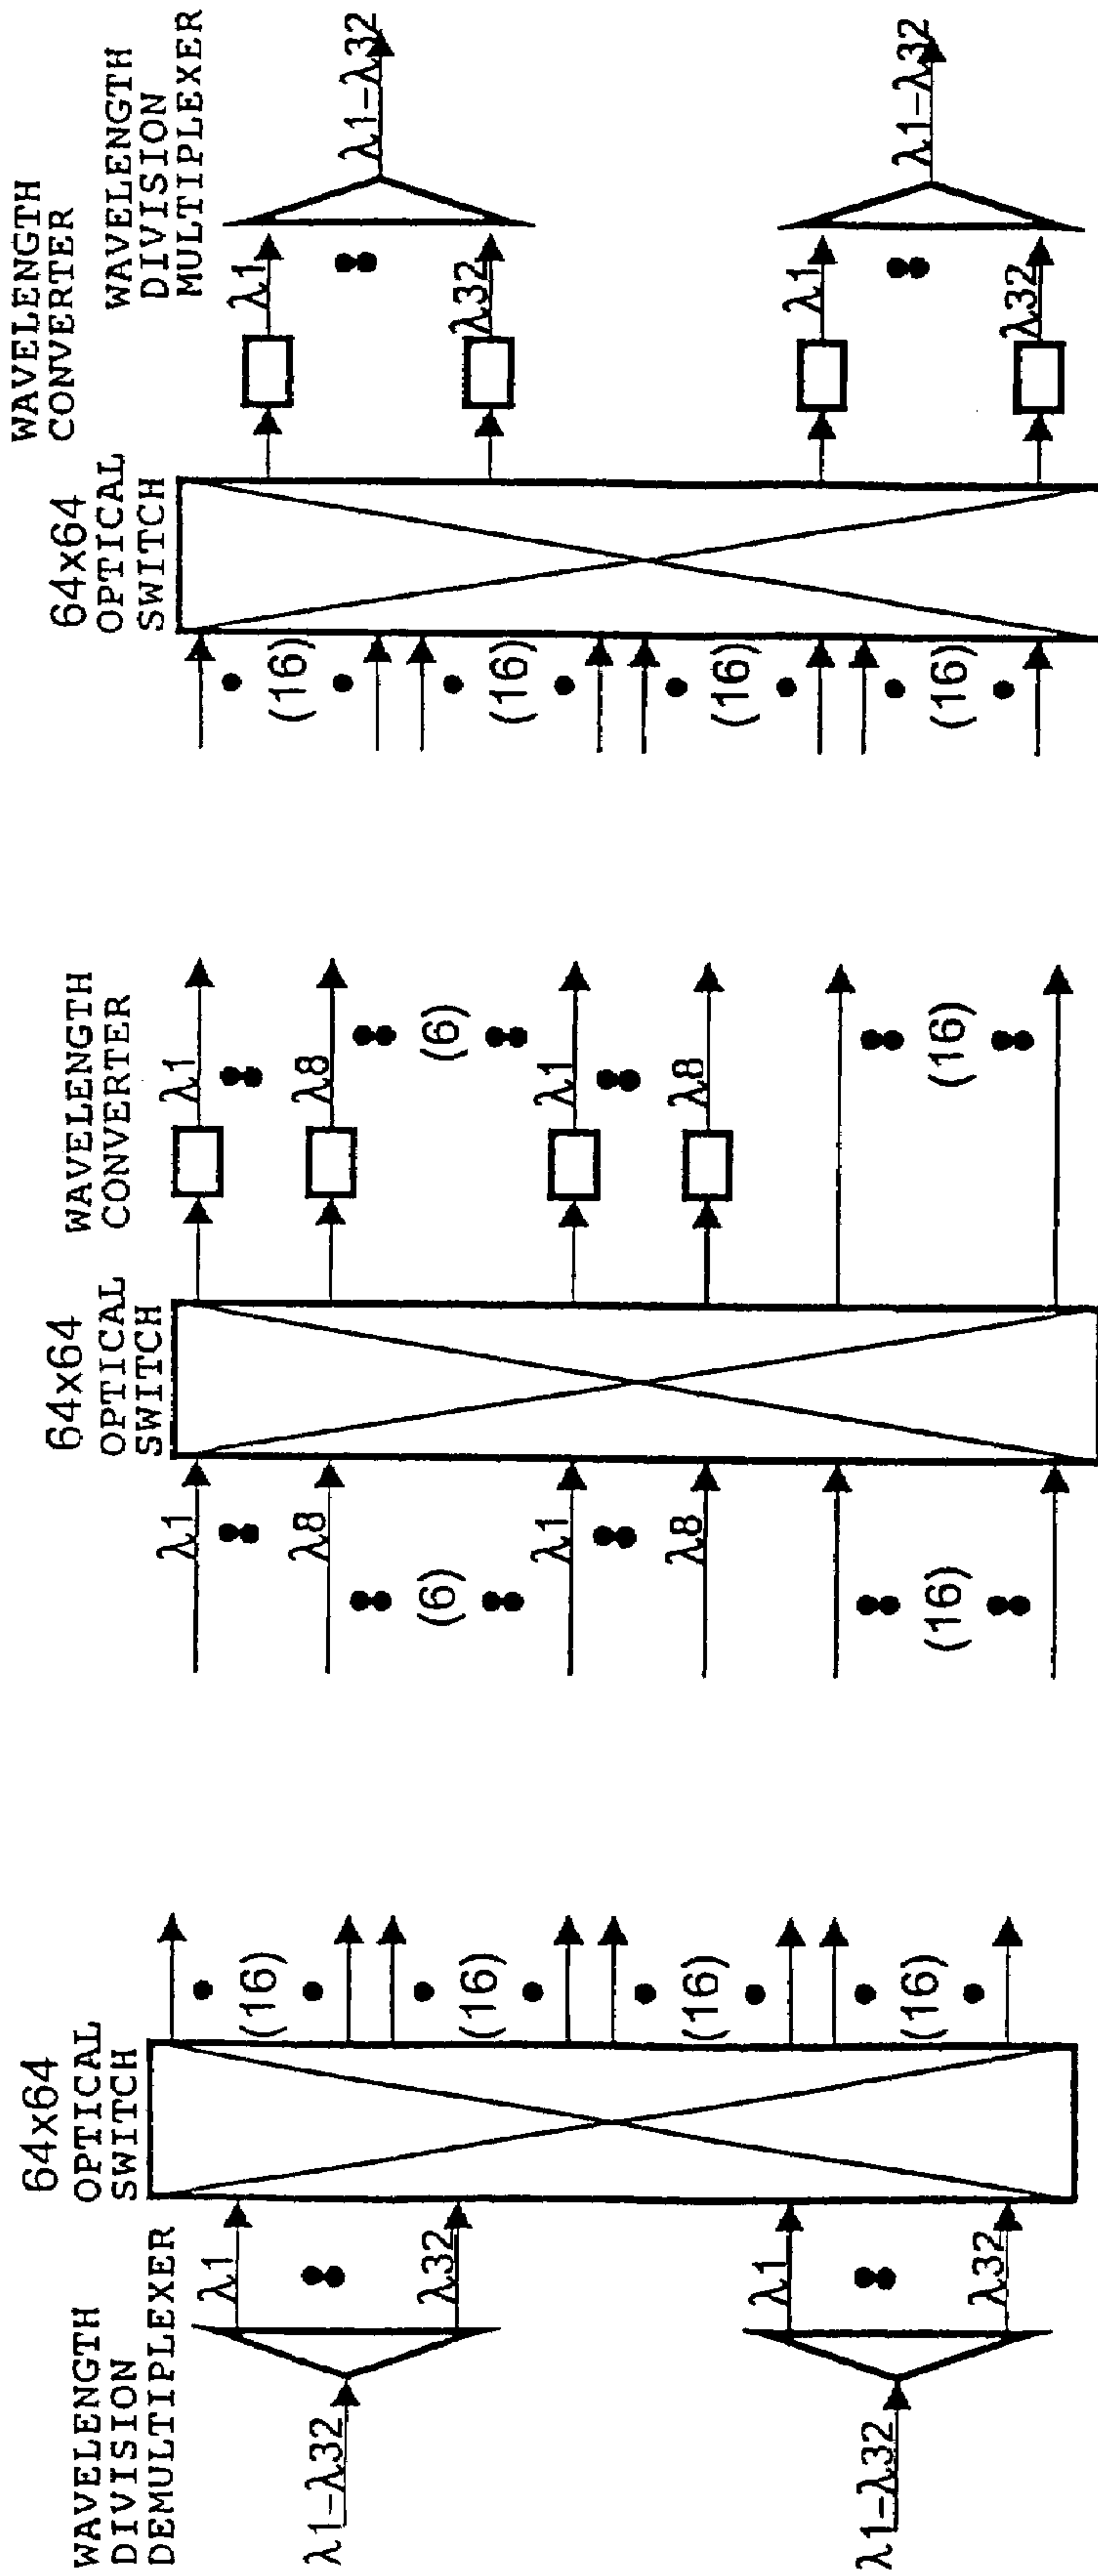 WAVELENGTH
DIVISION
DEMULTIPLEXER
64x64
OPTICAL
SWITCH
λ1
λ1-λ32
λ32
λ1
λ1-λ32
λ32
(16)
(16)
(16)
(16)
64x64
OPTICAL
SWITCH
WAVELENGTH
CONVERTER
λ1
λ8
(6)
λ1
λ8
(16)
λ1
λ8
(6)
λ1
λ8
(16)
64x64
OPTICAL
SWITCH
WAVELENGTH
CONVERTER
WAVELENGTH
DIVISION
MULTIPLEXER
(16)
(16)
(16)
(16)
λ1
λ1-λ32
λ32
λ1
λ1-λ32
λ32